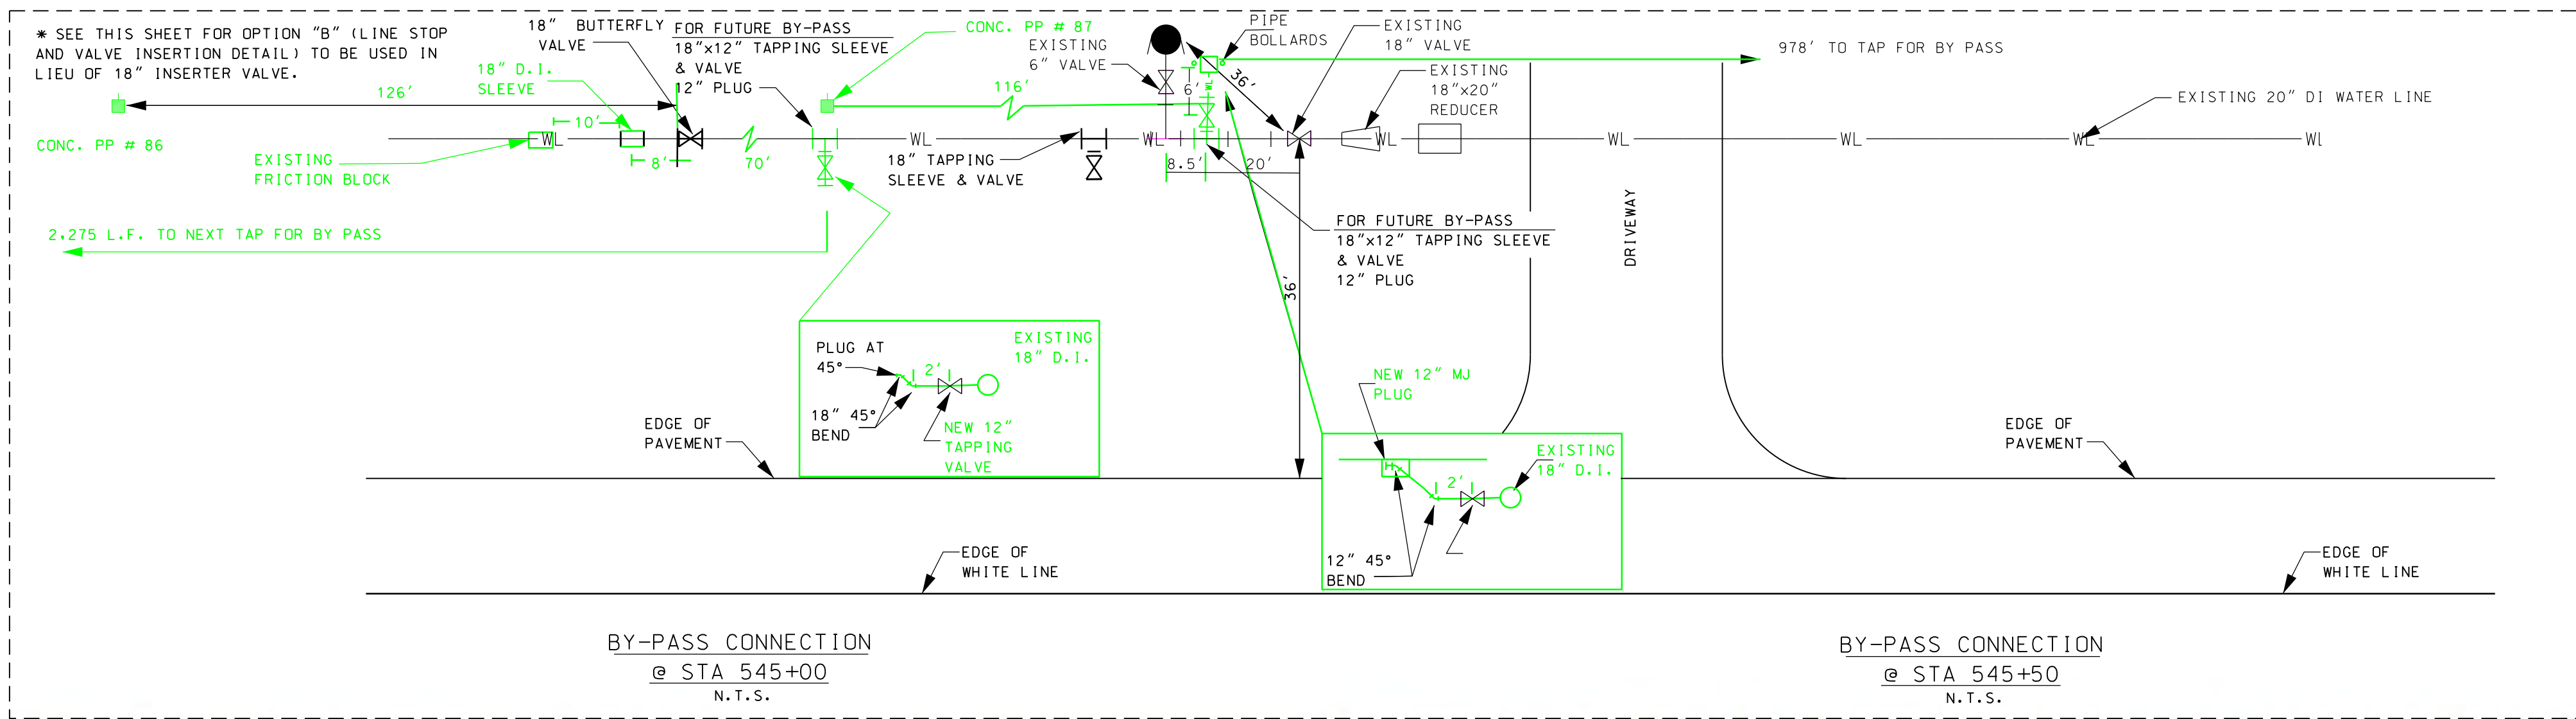 * SEE THIS SHEET FOR OPTION "B" (LINE STOP
AND VALVE INSERTION DETAIL) TO BE USED IN
LIEU OF 18" INSERTER VALVE.
126'
CONC. PP # 86
18" D.I.
SLEEVE
10'
EXISTING
FRICTION BLOCK
WL
8'
18" BUTTERFLY
VALVE
FOR FUTURE BY-PASS
18"x12" TAPPING SLEEVE
& VALVE
12" PLUG
70'
CONC. PP # 87
116'
WL
18" TAPPING
SLEEVE & VALVE
EXISTING
6" VALVE
WL
PIPE
BOLLARDS
6'
WL
36'
8.5'
20'
EXISTING
18" VALVE
EXISTING
18"x20"
REDUCER
WL
978' TO TAP FOR BY PASS
EXISTING 20" DI WATER LINE
WL
WL
WL
WL
2.275 L.F. TO NEXT TAP FOR BY PASS
FOR FUTURE BY-PASS
18"x12" TAPPING SLEEVE
& VALVE
12" PLUG
DRIVEWAY
36'
PLUG AT
45°
2'
EXISTING
18" D.I.
18" 45°
BEND
NEW 12"
TAPPING
VALVE
NEW 12" MJ
PLUG
EXISTING
18" D.I.
2'
12" 45°
BEND
EDGE OF
PAVEMENT
EDGE OF
PAVEMENT
EDGE OF
WHITE LINE
EDGE OF
WHITE LINE
BY-PASS CONNECTION
@ STA 545+00
N.T.S.
BY-PASS CONNECTION
@ STA 545+50
N.T.S.